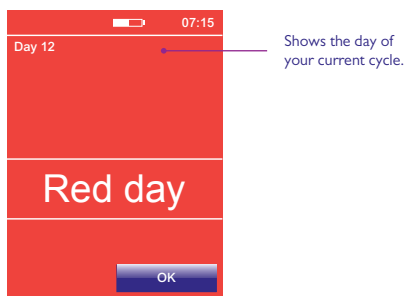 07:15
Day 12
Shows the day of
your current cycle.
Red day
OK